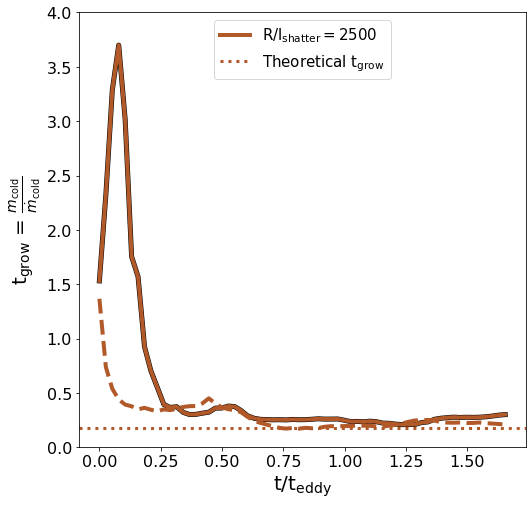 4.0
3.5
3.0
2.5
2.0
1.5
1.0
0.5
0.0
0.00 0.25 0.50 0.75 1.00 1.25 1.50
t/t_eddy
t_grow = m_cold / ṁ_cold
R/l_shatter = 2500
Theoretical t_grow